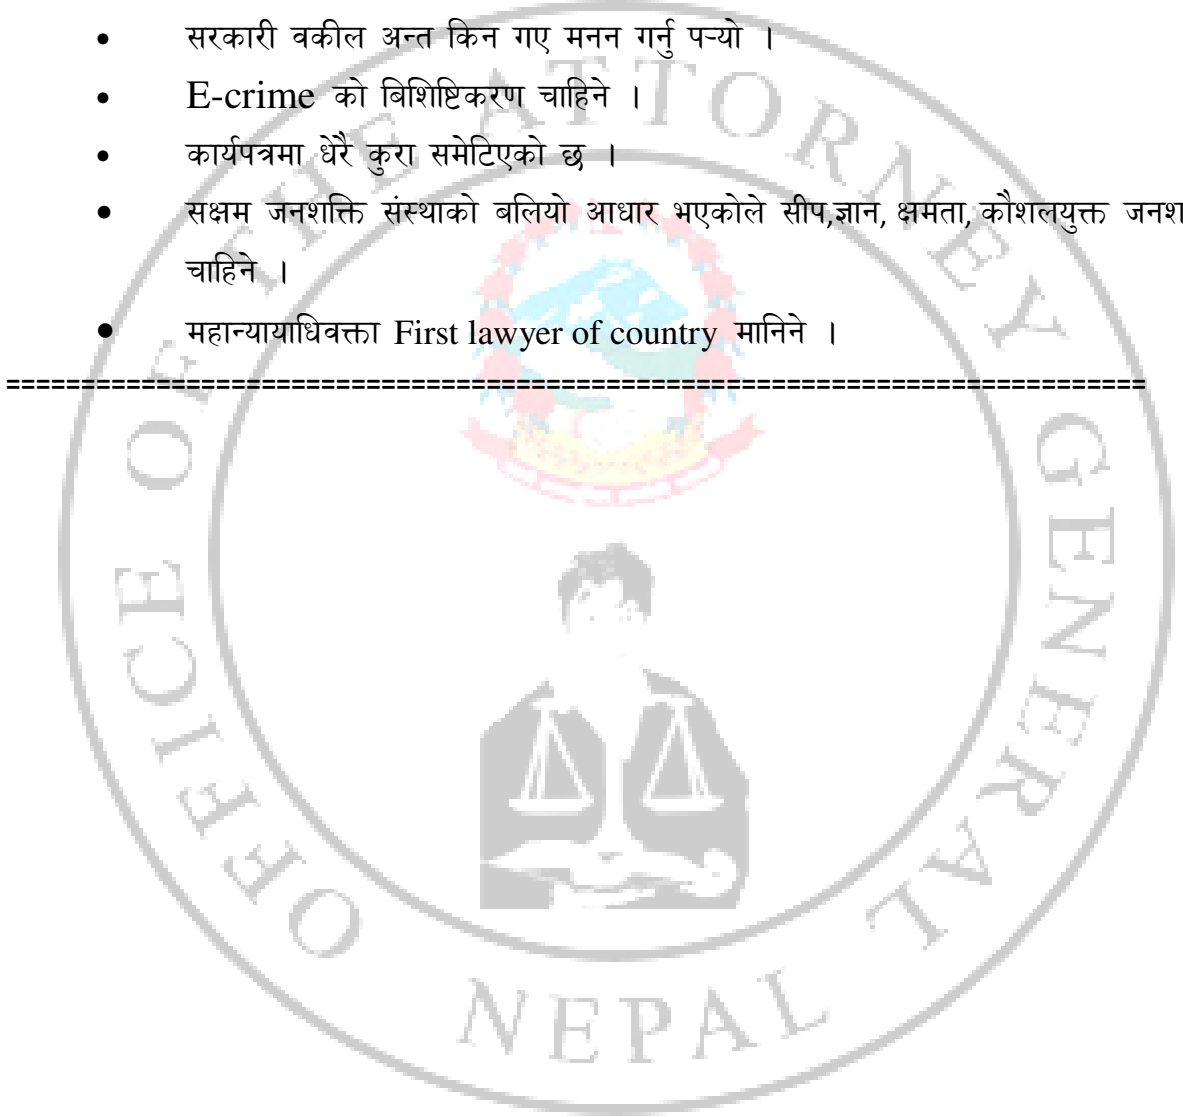 • सरकारी वकील अन्त किन गए मनन गर्नु पर्‍यो ।
• E-crime को बिशिष्टिकरण चाहिने ।
• कार्यपत्रमा धेरै कुरा समेटिएको छ ।
• सक्षम जनशक्ति संस्थाको बलियो आधार भएकोले सीप,ज्ञान, क्षमता, कौशलयुक्त
चाहिने ।
• महान्यायाधिवक्ता First lawyer of country मानिने ।
OFFICE OF THE ATTORNEY GENERAL
NEPAL